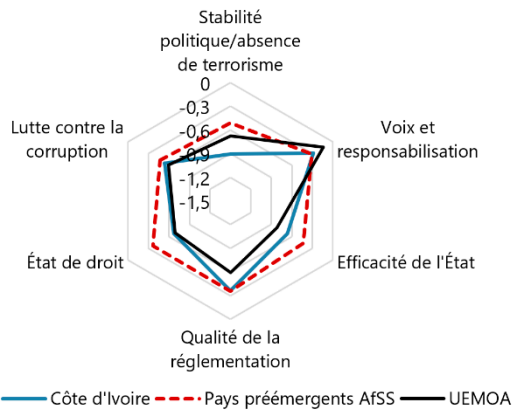 Stabilité
politique/absence
de terrorisme
0
-0,3
-0,6
-0,9
-1,2
-1,5
Lutte contre la
corruption
Voix et
responsabilisation
État de droit
Efficacité de l'État
Qualité de la
réglementation
Côte d'Ivoire Pays préémergents AfSS UEMOA